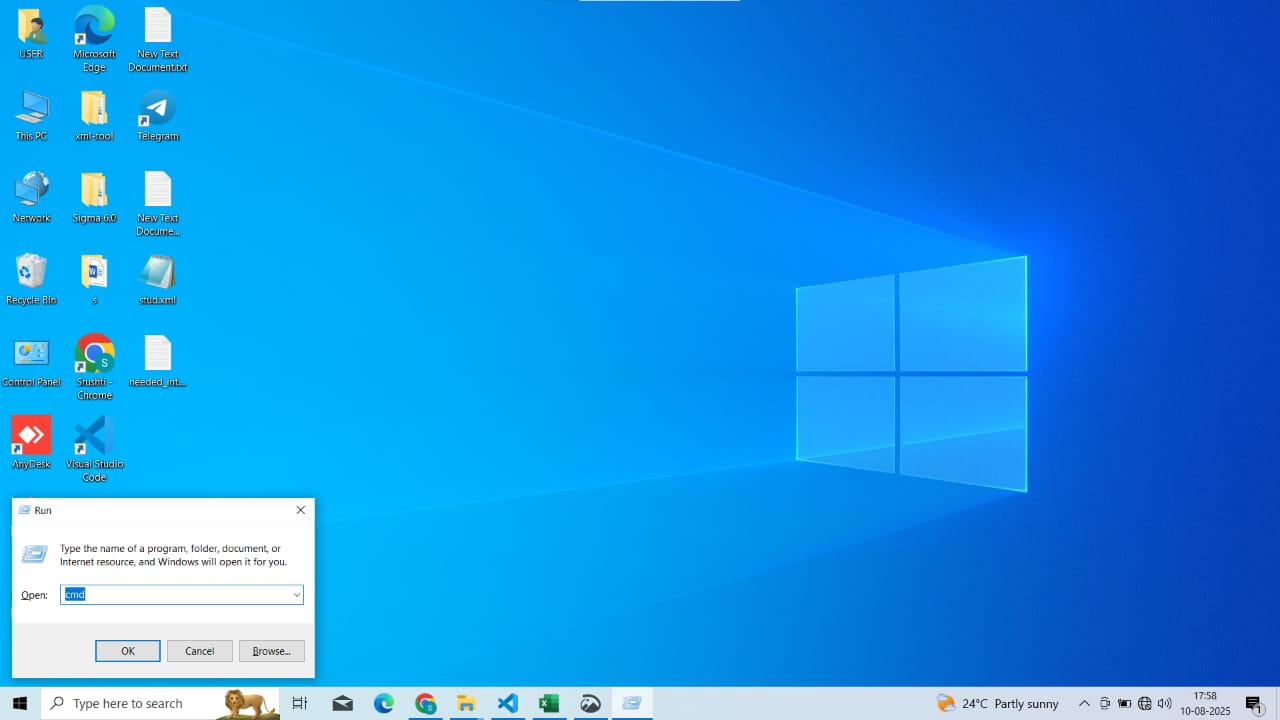 USER
Microsoft
Edge
New Text
Document.txt
This PC
xml-tool
Telegram
Network
Sigma 6.0
New Text
Docume...
Recycle Bin
s
stud.xml
Control Panel
Srushti -
Chrome
needed_int...
AnyDesk
Visual Studio
Code
Run
Type the name of a program, folder, document, or
Internet resource, and Windows will open it for you.
Open:
cmd
OK
Cancel
Browse...
Type here to search
24°C Partly sunny
17:58
10-08-2025
1